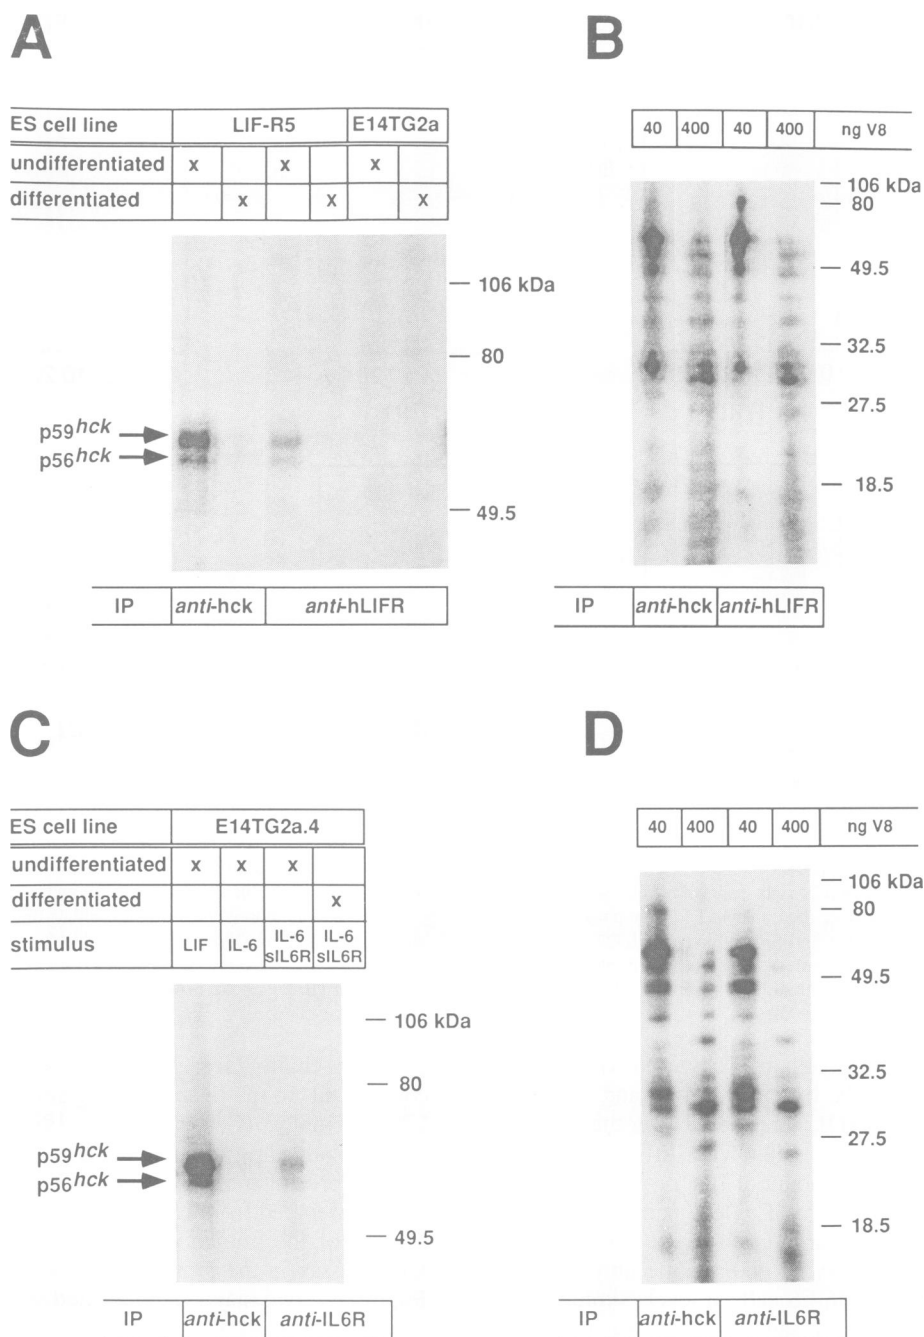 A
ES cell line LIF-R5 E14TG2a
undifferentiated x x x
differentiated x x x
106 kDa
80
p59hck
p56hck
49.5
IP anti-hck anti-hLIFR
B
40 400 40 400 ng V8
106 kDa
80
49.5
32.5
27.5
18.5
IP anti-hck anti-hLIFR
C
ES cell line E14TG2a.4
undifferentiated x x x
differentiated x
stimulus LIF IL-6 IL-6 sIL6R IL-6 sIL6R
106 kDa
80
p59hck
p56hck
49.5
IP anti-hck anti-IL6R
D
40 400 40 400 ng V8
106 kDa
80
49.5
32.5
27.5
18.5
IP anti-hck anti-IL6R